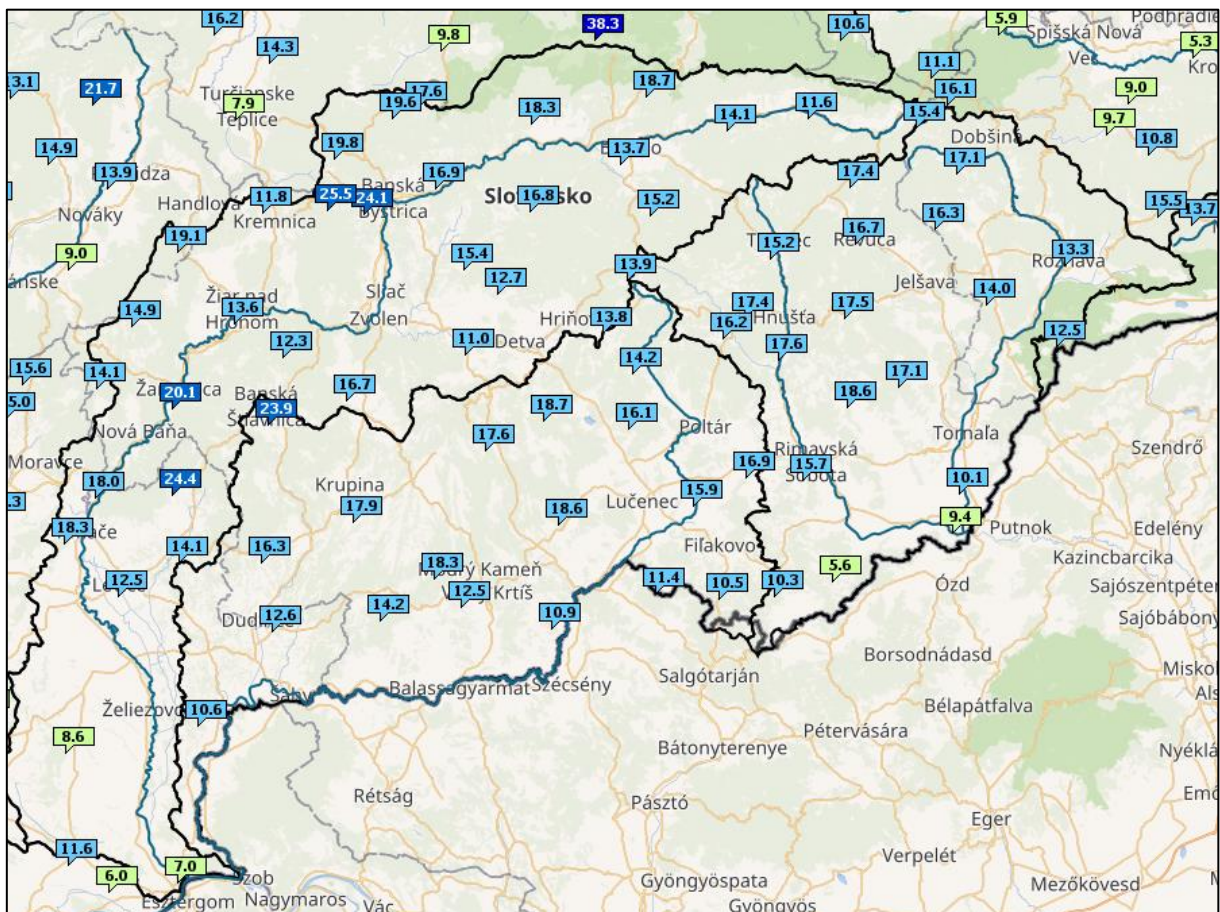 16.2
38.3
10.6
5.9
Podhradie
14.3
9.8
Spišská Nová
Ves
5.3
11.1
21.7
17.6
18.7
16.1
9.0
Turčianske
Teplice
7.9
19.6
18.3
14.1
11.6
15.4
9.7
Dobšiná
10.8
14.9
19.8
13.7
17.1
13.9
16.9
17.4
Handlová
11.8
25.5
24.1
Banská
Bystrica
16.8
15.2
16.3
15.5
13.7
Nováky
Kremnica
19.1
16.7
9.0
15.4
15.2
13.3
12.7
13.9
Jelšava
14.0
Sliač
Zvolen
14.9
13.6
Žiar nad
Hronom
13.8
17.4
17.5
16.2
Hnúšťa
12.5
12.3
11.0
Detva
14.2
17.6
15.6
14.1
16.7
17.1
20.1
23.9
Banská
18.7
16.1
18.6
Nová Baňa
17.6
Poltár
Tornaľa
Szendrő
Moravce
18.0
24.4
Krupina
17.9
Rimavská
Sobota
16.9
15.7
10.1
Lučenec
15.9
18.6
9.4
Putnok
Edelény
18.3
14.1
16.3
Fiľakovo
Kazincbarcika
12.5
18.3
Modrý Kameň
12.5
11.4
10.5
10.3
5.6
Ózd
12.6
14.2
10.9
Borsodnádasd
Želiezovce
10.6
Balassagyarmat
Szécsény
Salgótarján
Bélapátfalva
8.6
Bátonyterenye
Pétervására
Rétság
Pásztó
Eger
11.6
7.0
6.0
Szob
Verpelét
Gyöngyöspata
Mezőkövesd
Esztergom
Nagymaros
Vác
Gyöngyös